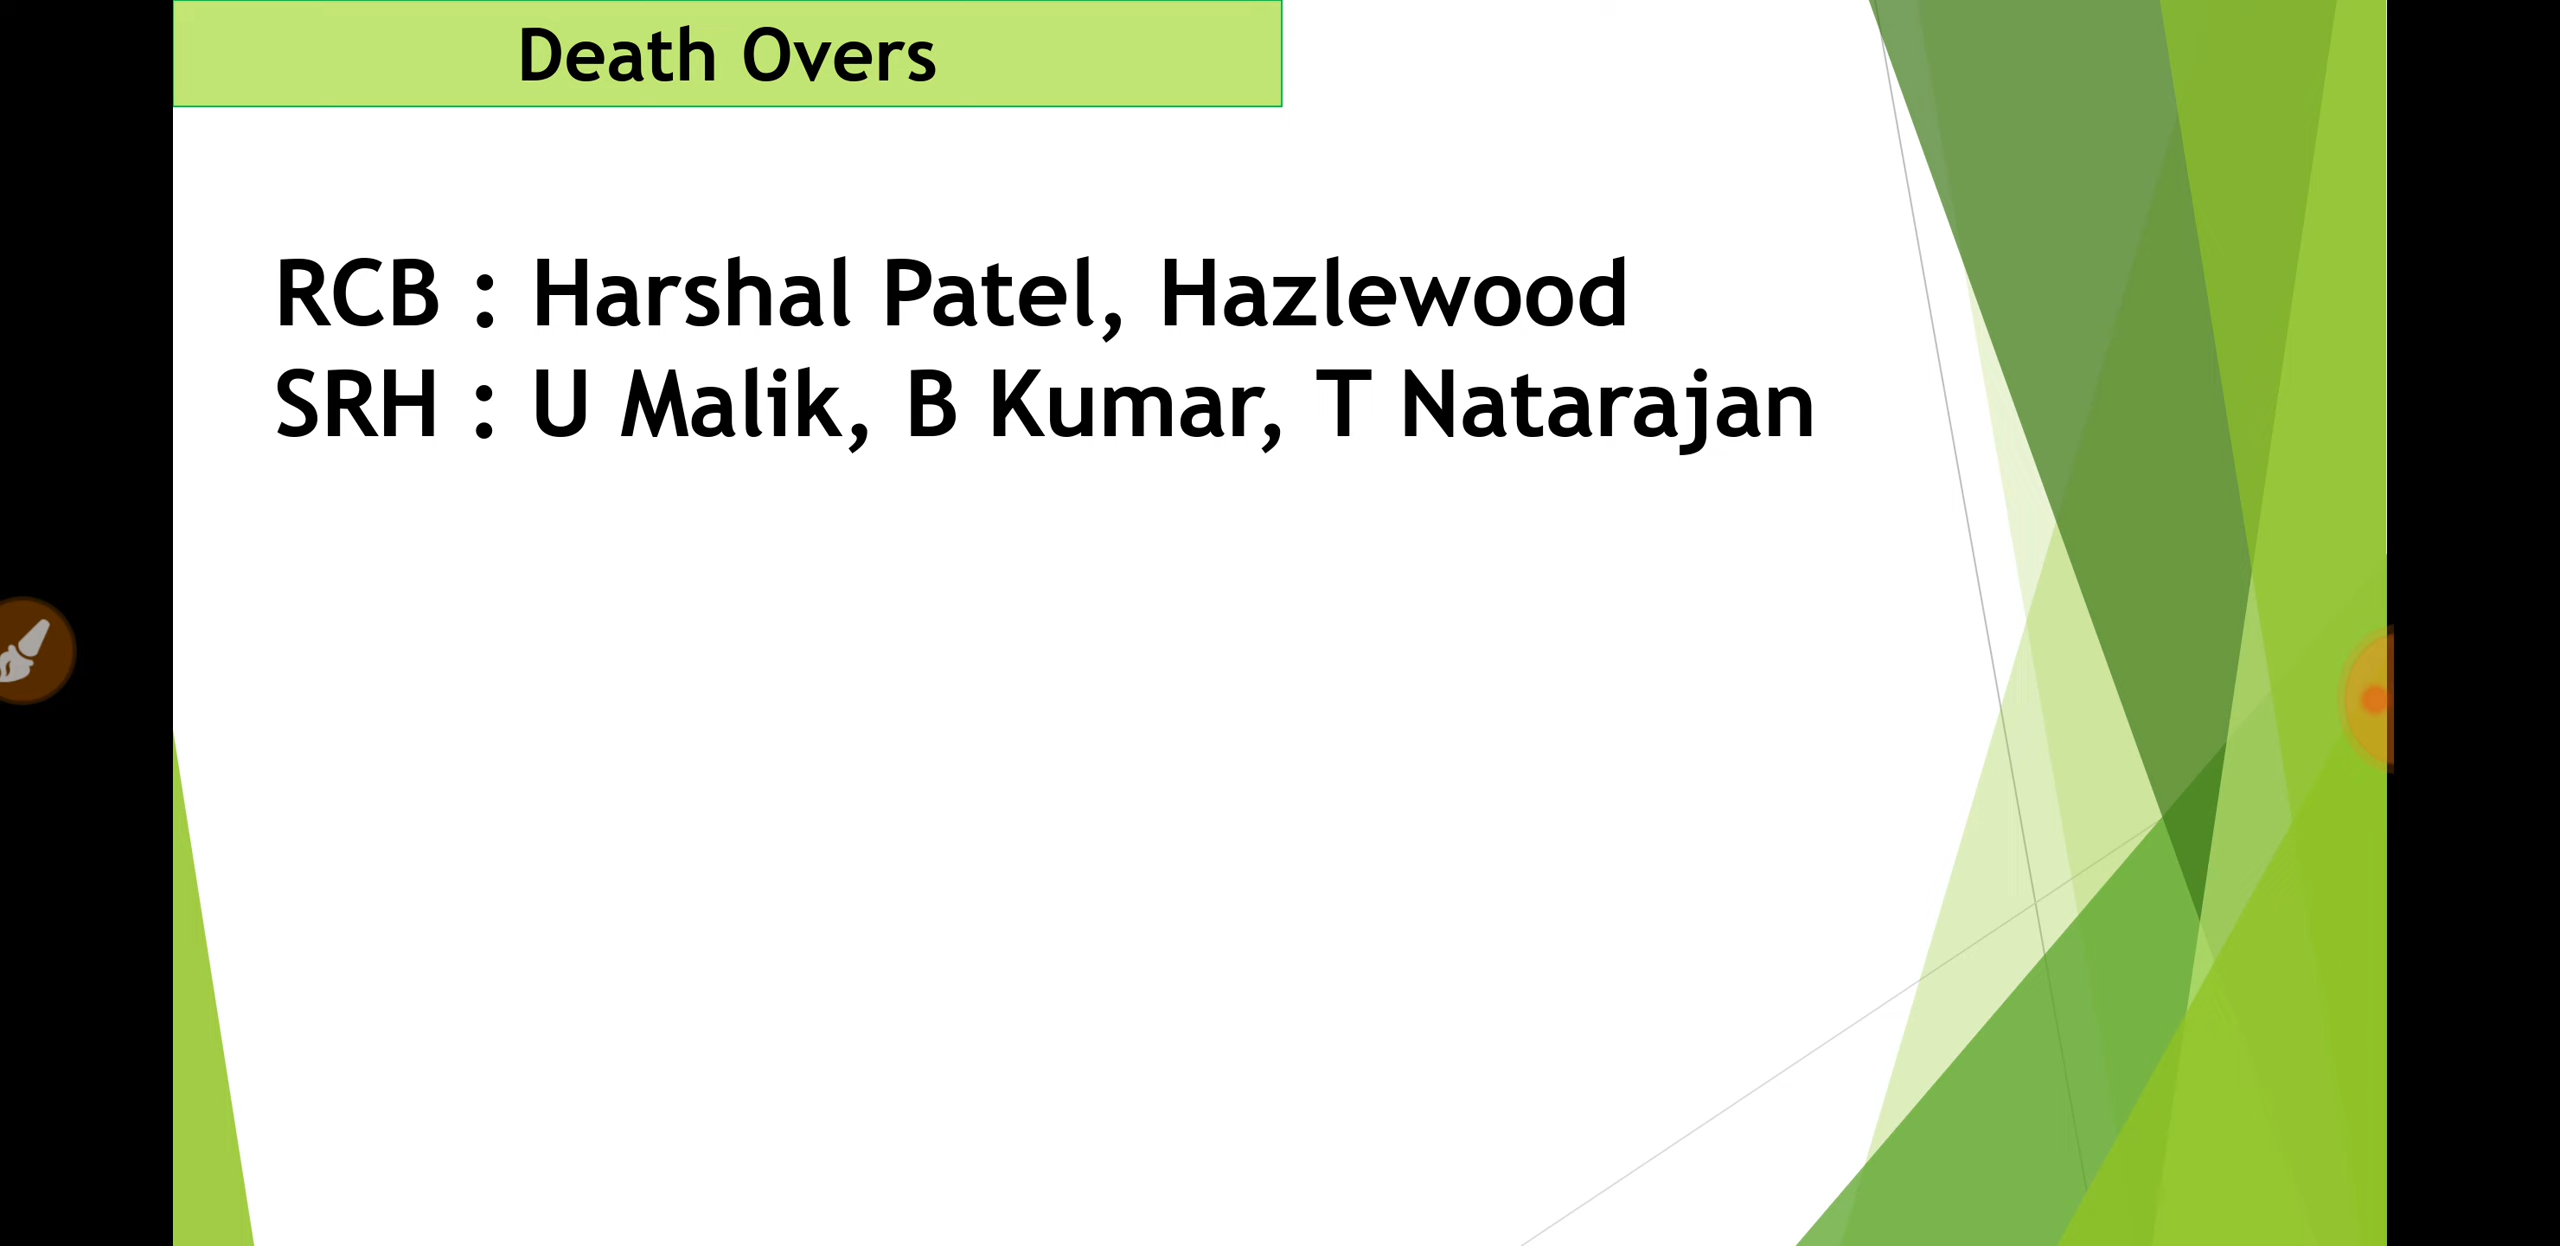 Death Overs
RCB : Harshal Patel, Hazlewood
SRH : U Malik, B Kumar, T Natarajan